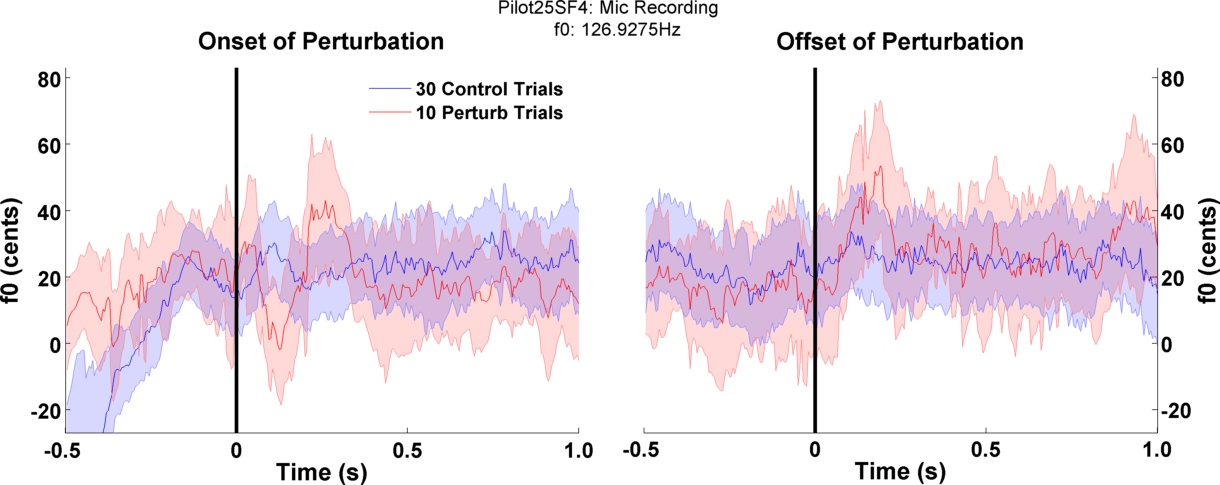 Pilot25SF4: Mic Recording
f0: 126.9275Hz
Onset of Perturbation
Offset of Perturbation
30 Control Trials
10 Perturb Trials
f0 (cents)
80
60
40
20
0
-20
-0.5
0
0.5
1.0
Time (s)
-0.5
0
0.5
1.0
Time (s)
80
60
40
20
0
-20
f0 (cents)